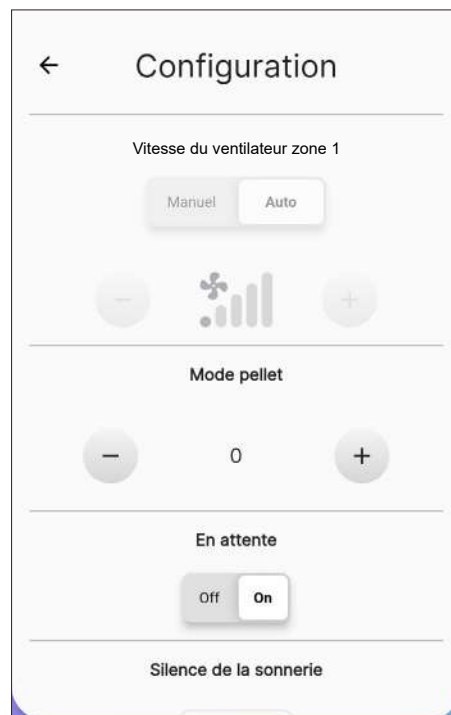 Configuration
Vitesse du ventilateur zone 1
Manuel Auto
Mode pellet
− 0 +
En attente
Off On
Silence de la sonnerie